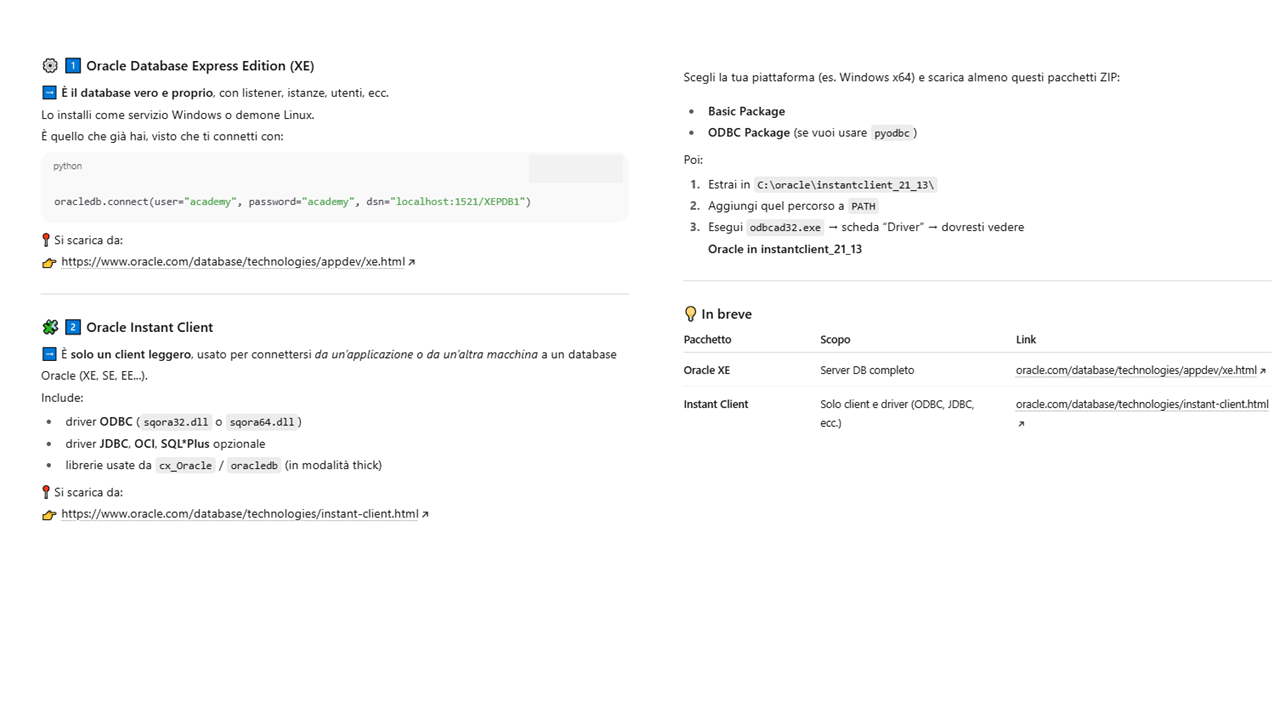 ⚙️ 1️⃣ Oracle Database Express Edition (XE)
➡️ È il database vero e proprio, con listener, istanze, utenti, ecc.
Lo installi come servizio Windows o demone Linux.
È quello che già hai, visto che ti connetti con:
python
oracledb.connect(user="academy", password="academy", dsn="localhost:1521/XEPDB1")
📍 Si scarica da:
👉 https://www.oracle.com/database/technologies/appdev/xe.html ↗
🧩 2️⃣ Oracle Instant Client
➡️ È solo un client leggero, usato per connettersi da un'applicazione o da un'altra macchina a un database
Oracle (XE, SE, EE...).
Include:
• driver ODBC ( sqora32.dll o sqora64.dll )
• driver JDBC, OCI, SQL*Plus opzionale
• librerie usate da cx_Oracle / oracledb (in modalità thick)
📍 Si scarica da:
👉 https://www.oracle.com/database/technologies/instant-client.html ↗
Scegli la tua piattaforma (es. Windows x64) e scarica almeno questi pacchetti ZIP:
• Basic Package
• ODBC Package (se vuoi usare pyodbc )
Poi:
1. Estrai in C:\oracle\instantclient_21_13\
2. Aggiungi quel percorso a PATH
3. Esegui odbcad32.exe → scheda “Driver” → dovresti vedere
Oracle in instantclient_21_13
💡 In breve
Pacchetto Scopo Link
Oracle XE Server DB completo oracle.com/database/technologies/appdev/xe.html ↗
Instant Client Solo client e driver (ODBC, JDBC, oracle.com/database/technologies/instant-client.html
ecc.) ↗